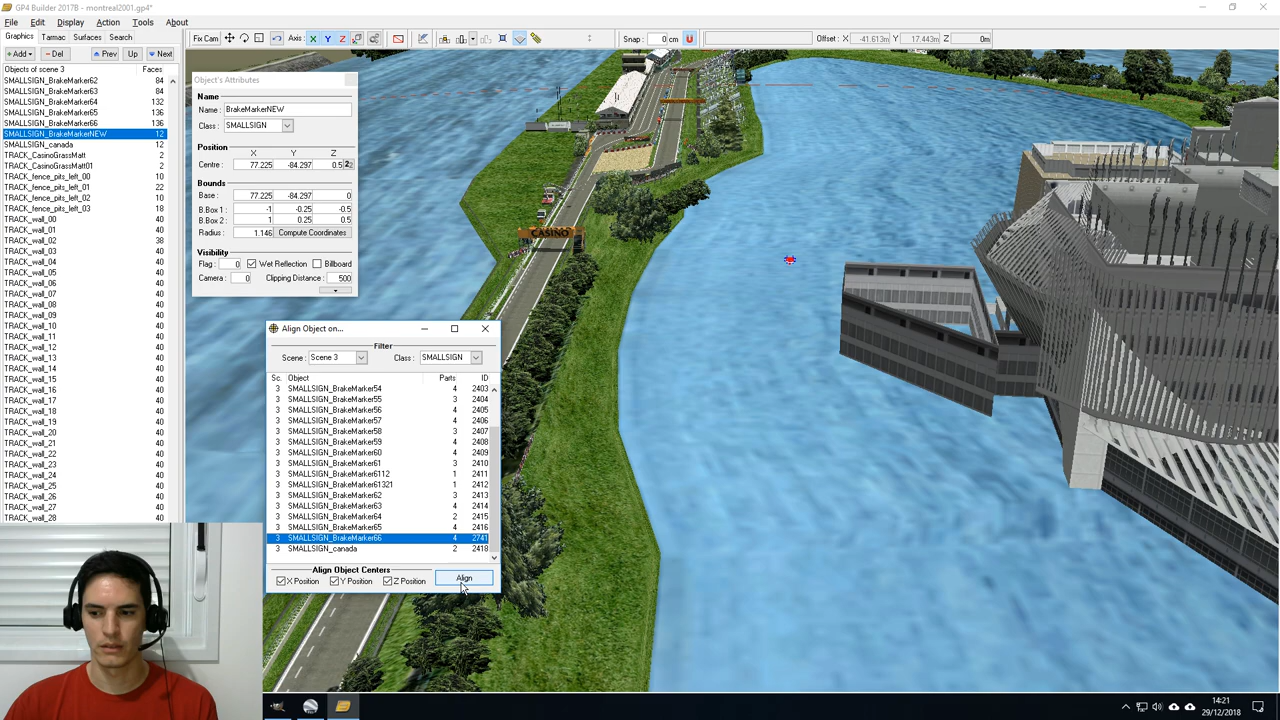 GP4 Builder 2017B - montreal2001.gp4*
File Edit Display Action Tools About
Graphics Tarmac Surfaces Search
Fix Cam Axis: X Y Z Snap: 0 cm Offset: X -41.613m Y 17.443m Z 0m
Add Del Prev Up Next
Objects of scene 3 Faces
SMALLSIGN_BrakeMarker62 84
SMALLSIGN_BrakeMarker63 84
SMALLSIGN_BrakeMarker64 132
SMALLSIGN_BrakeMarker65 136
SMALLSIGN_BrakeMarker66 136
SMALLSIGN_BrakeMarkerNEW 12
SMALLSIGN_canada 12
TRACK_CasinoGrassMatt 2
TRACK_CasinoGrassMatt01 2
TRACK_fence_pits_left_00 10
TRACK_fence_pits_left_01 22
TRACK_fence_pits_left_02 10
TRACK_fence_pits_left_03 18
TRACK_wall_00 40
TRACK_wall_01 40
TRACK_wall_02 38
TRACK_wall_03 40
TRACK_wall_04 40
TRACK_wall_05 40
TRACK_wall_06 40
TRACK_wall_07 40
TRACK_wall_08 40
TRACK_wall_09 40
TRACK_wall_10 40
TRACK_wall_11 40
TRACK_wall_12 40
TRACK_wall_13 40
TRACK_wall_14 40
TRACK_wall_15 40
TRACK_wall_16 40
TRACK_wall_17 40
TRACK_wall_18 40
TRACK_wall_19 40
TRACK_wall_20 40
TRACK_wall_21 40
TRACK_wall_22 40
TRACK_wall_23 40
TRACK_wall_24 40
TRACK_wall_25 40
TRACK_wall_26 40
TRACK_wall_27 40
TRACK_wall_28 40
Object's Attributes
Name
Name : BrakeMarkerNEW
Class : SMALLSIGN
Position
X Y Z
Centre : 77.225 -84.297 0.5
Bounds
Base : 77.225 -84.297 0
B.Box 1 : -1 -0.25 -0.5
B.Box 2 : 1 0.25 0.5
Radius : 1.146 Compute Coordinates
Visibility
Flag : 0 Wet Reflection Billboard
Camera : 0 Clipping Distance : 500
CASINO
Align Object on...
Filter
Scene : Scene 3 Class : SMALLSIGN
Sc. Object Parts ID
3 SMALLSIGN_BrakeMarker54 4 2403
3 SMALLSIGN_BrakeMarker55 3 2404
3 SMALLSIGN_BrakeMarker56 4 2405
3 SMALLSIGN_BrakeMarker57 4 2406
3 SMALLSIGN_BrakeMarker58 3 2407
3 SMALLSIGN_BrakeMarker59 4 2408
3 SMALLSIGN_BrakeMarker60 4 2409
3 SMALLSIGN_BrakeMarker61 3 2410
3 SMALLSIGN_BrakeMarker6112 1 2411
3 SMALLSIGN_BrakeMarker61321 1 2412
3 SMALLSIGN_BrakeMarker62 3 2413
3 SMALLSIGN_BrakeMarker63 4 2414
3 SMALLSIGN_BrakeMarker64 2 2415
3 SMALLSIGN_BrakeMarker65 4 2416
3 SMALLSIGN_BrakeMarker66 4 2741
3 SMALLSIGN_canada 2 2418
Align Object Centers
X Position Y Position Z Position Align
14:21
29/12/2018